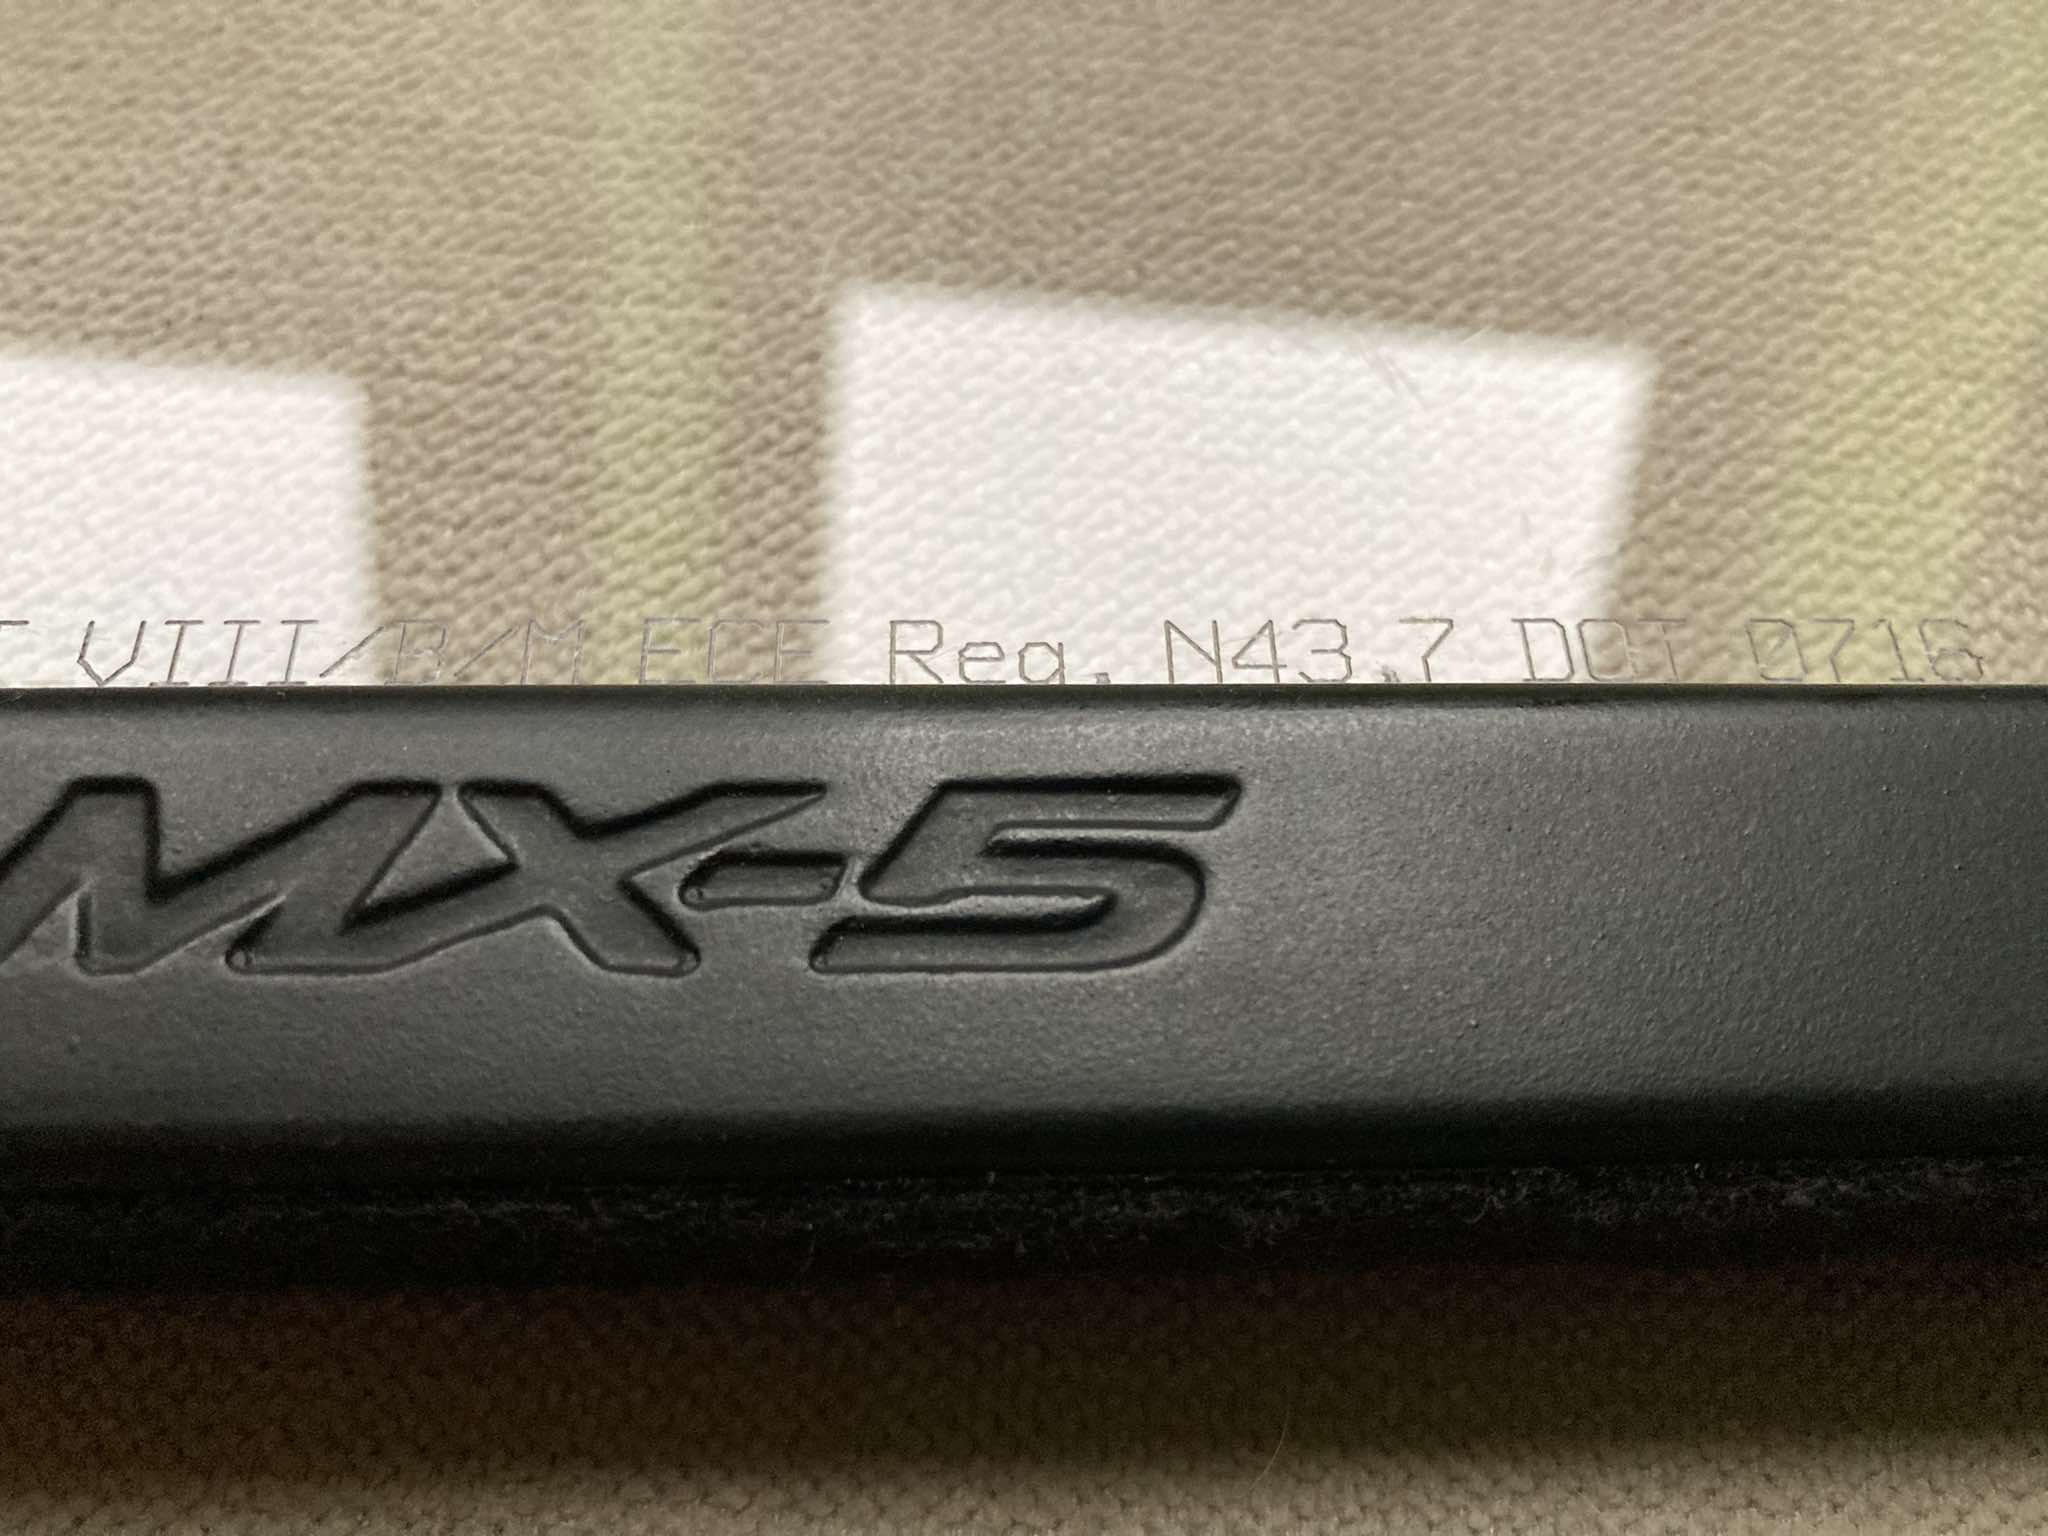 VIII/B/M ECE Reg. N43.7 DOT 0716
MX-5